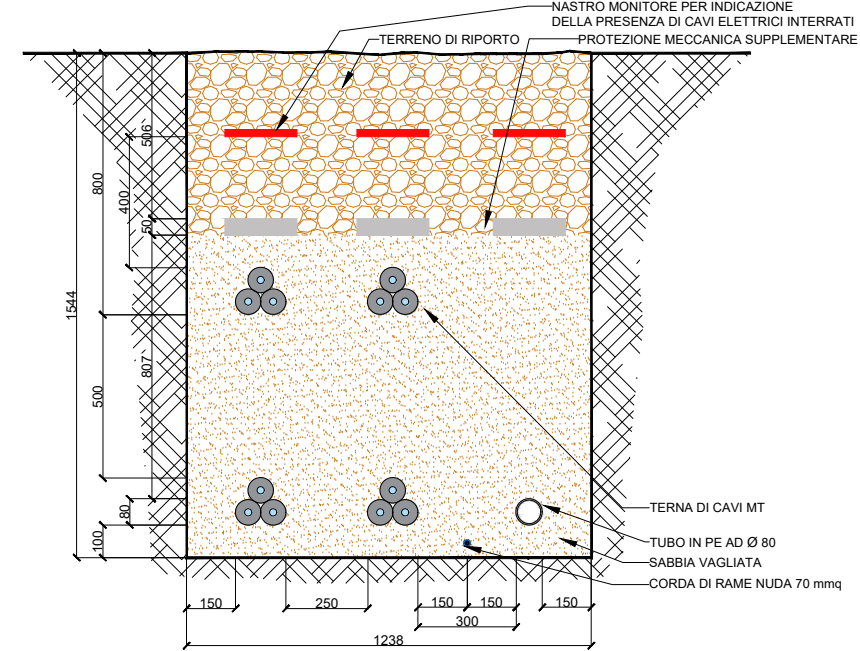 NASTRO MONITORE PER INDICAZIONE
DELLA PRESENZA DI CAVI ELETTRICI INTERRATI
TERRENO DI RIPORTO
PROTEZIONE MECCANICA SUPPLEMENTARE
506
800
400
50
1544
807
500
80
100
TERNA DI CAVI MT
TUBO IN PE AD Ø 80
SABBIA VAGLIATA
CORDA DI RAME NUDA 70 mmq
150
250
150
150
150
300
1238